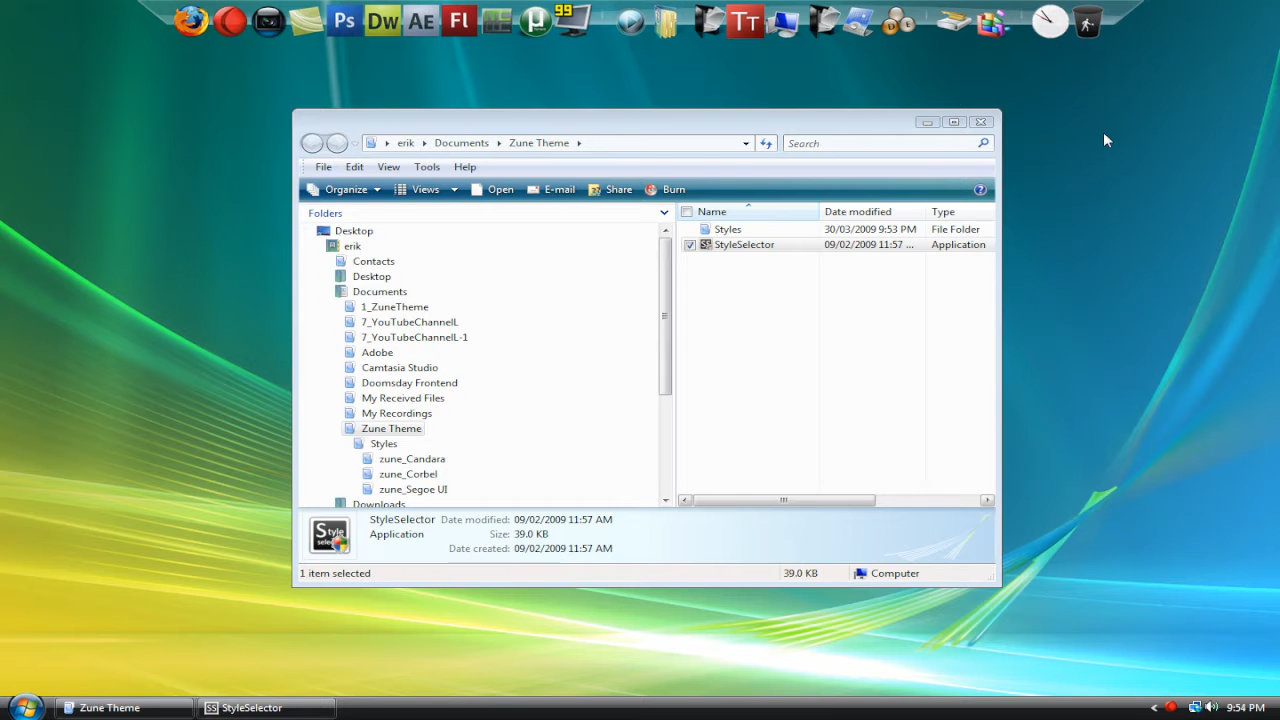 Ps Dw AE Fl µ 99 TT
erik Documents Zune Theme Search
File Edit View Tools Help
Organize Views Open E-mail Share Burn
Folders
Name Date modified Type
Desktop
Styles 30/03/2009 9:53 PM File Folder
erik
StyleSelector 09/02/2009 11:57 ... Application
Contacts
Desktop
Documents
1_ZuneTheme
7_YouTubeChannelL
7_YouTubeChannelL-1
Adobe
Camtasia Studio
Doomsday Frontend
My Received Files
My Recordings
Zune Theme
Styles
zune_Candara
zune_Corbel
zune_Segoe UI
Downloads
StyleSelector Date modified: 09/02/2009 11:57 AM
Application Size: 39.0 KB
Date created: 09/02/2009 11:57 AM
1 item selected 39.0 KB Computer
Zune Theme SS StyleSelector 9:54 PM